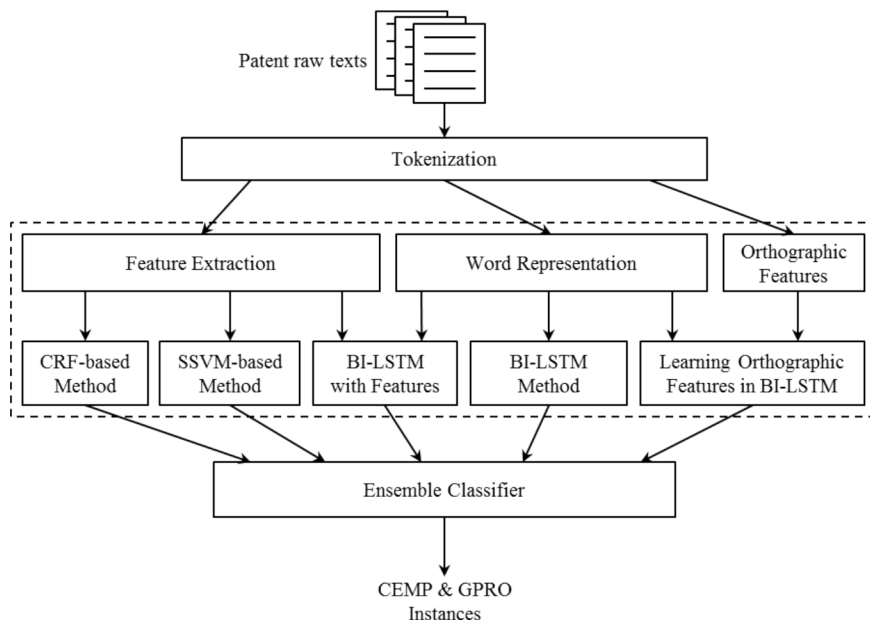 Patent raw texts
Tokenization
Feature Extraction
Word Representation
Orthographic
Features
CRF-based
Method
SSVM-based
Method
BI-LSTM
with Features
BI-LSTM
Method
Learning Orthographic
Features in BI-LSTM
Ensemble Classifier
CEMP & GPRO
Instances